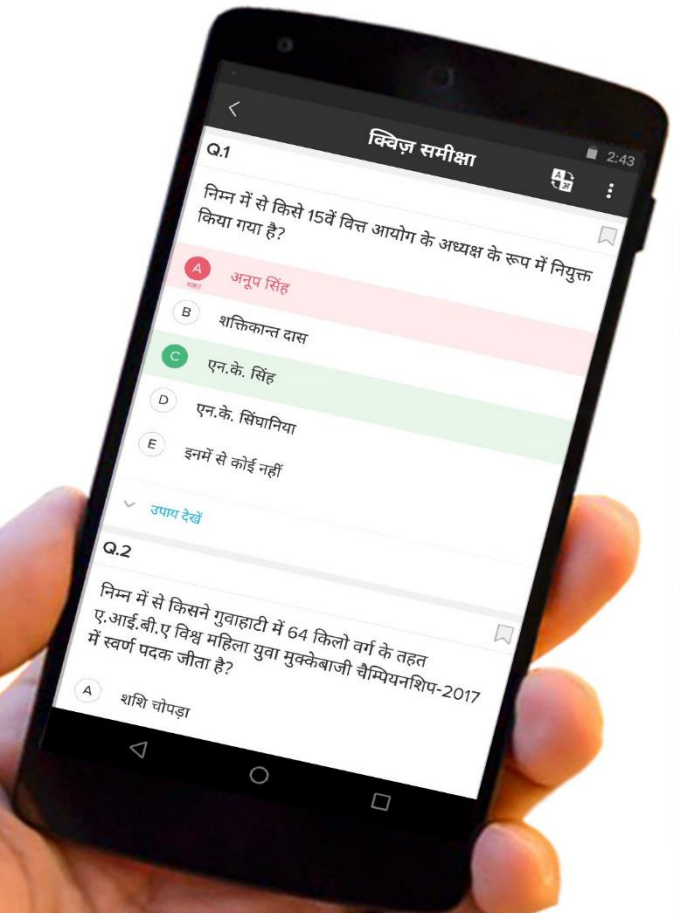 2:43
क्विज़ समीक्षा
A अ
Q.1
निम्न में से किसे 15वें वित्त आयोग के अध्यक्ष के रूप में नियुक्त
किया गया है?
A अनूप सिंह
गलत
B शक्तिकान्त दास
C एन.के. सिंह
D एन.के. सिंघानिया
E इनमें से कोई नहीं
उपाय देखें
Q.2
निम्न में से किसने गुवाहाटी में 64 किलो वर्ग के तहत
ए.आई.बी.ए विश्व महिला युवा मुक्केबाजी चैम्पियनशिप-2017
में स्वर्ण पदक जीता है?
A शशि चोपड़ा